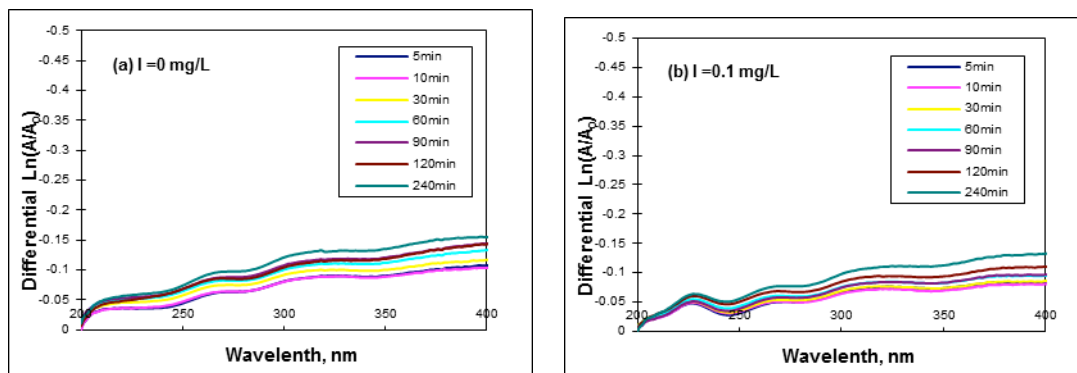 -0.5
-0.45
-0.4
-0.35
-0.3
-0.25
-0.2
-0.15
-0.1
-0.05
0
Differential Ln(A/A₀)
(a) I =0 mg/L
5min
10min
30min
60min
90min
120min
240min
200 250 300 350 400
Wavelenth, nm
-0.5
-0.45
-0.4
-0.35
-0.3
-0.25
-0.2
-0.15
-0.1
-0.05
0
Differential Ln(A/A₀)
(b) I =0.1 mg/L
5min
10min
30min
60min
90min
120min
240min
200 250 300 350 400
Wavelenth, nm